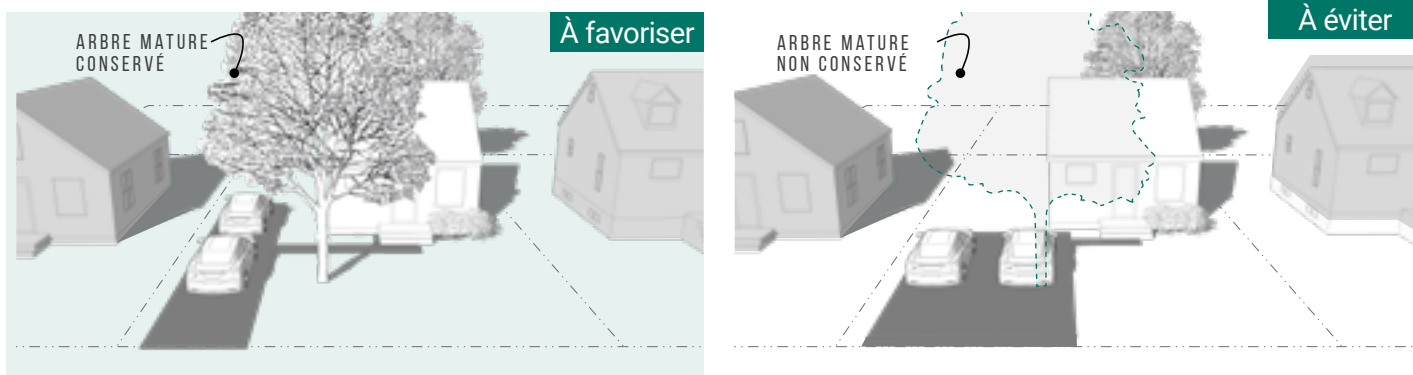 À favoriser
ARBRE MATURE
CONSERVÉ
À éviter
ARBRE MATURE
NON CONSERVÉ